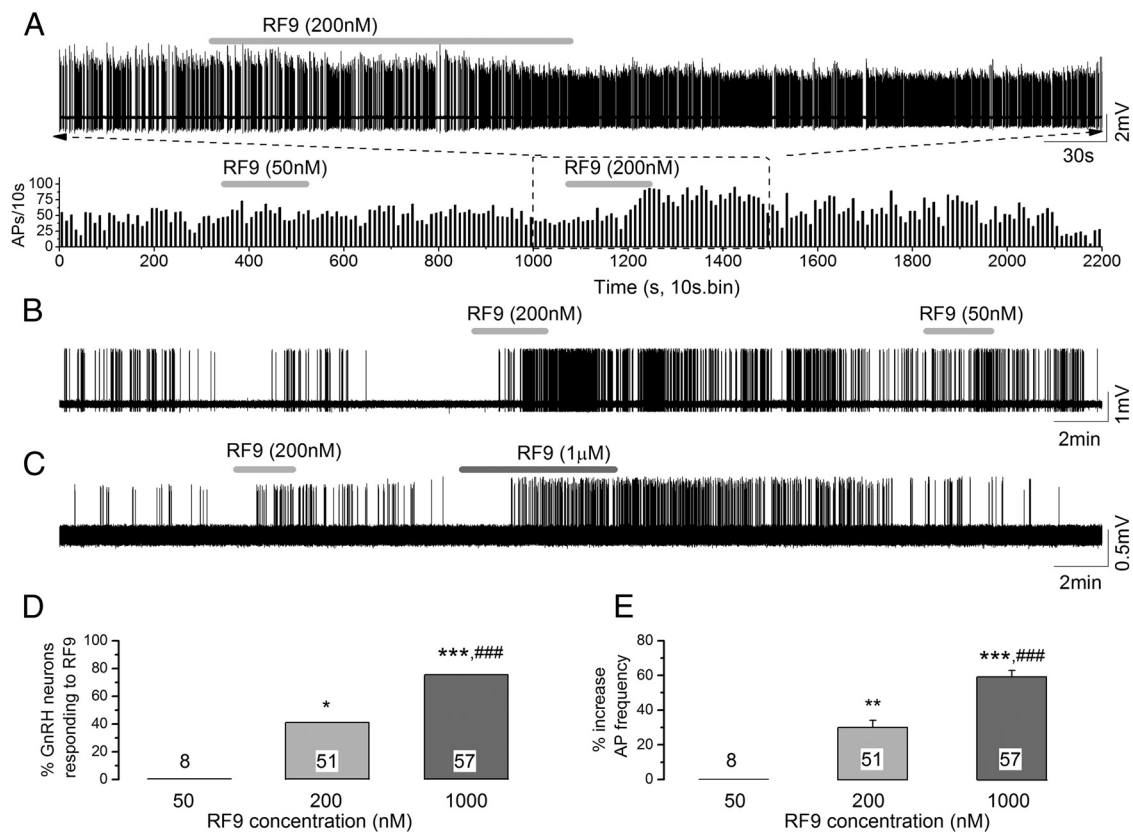 A
RF9 (200nM)
2mV
30s
RF9 (50nM)
RF9 (200nM)
APs/10s
100
75
50
25
0
0 200 400 600 800 1000 1200 1400 1600 1800 2000 2200
Time (s, 10s.bin)
B
RF9 (200nM)
RF9 (50nM)
1mV
2min
C
RF9 (200nM)
RF9 (1μM)
0.5mV
2min
D
% GnRH neurons
responding to RF9
100
80
60
40
20
0
8
*
51
***,###
57
50 200 1000
RF9 concentration (nM)
E
% increase
AP frequency
80
60
40
20
0
8
**
51
***,###
57
50 200 1000
RF9 concentration (nM)